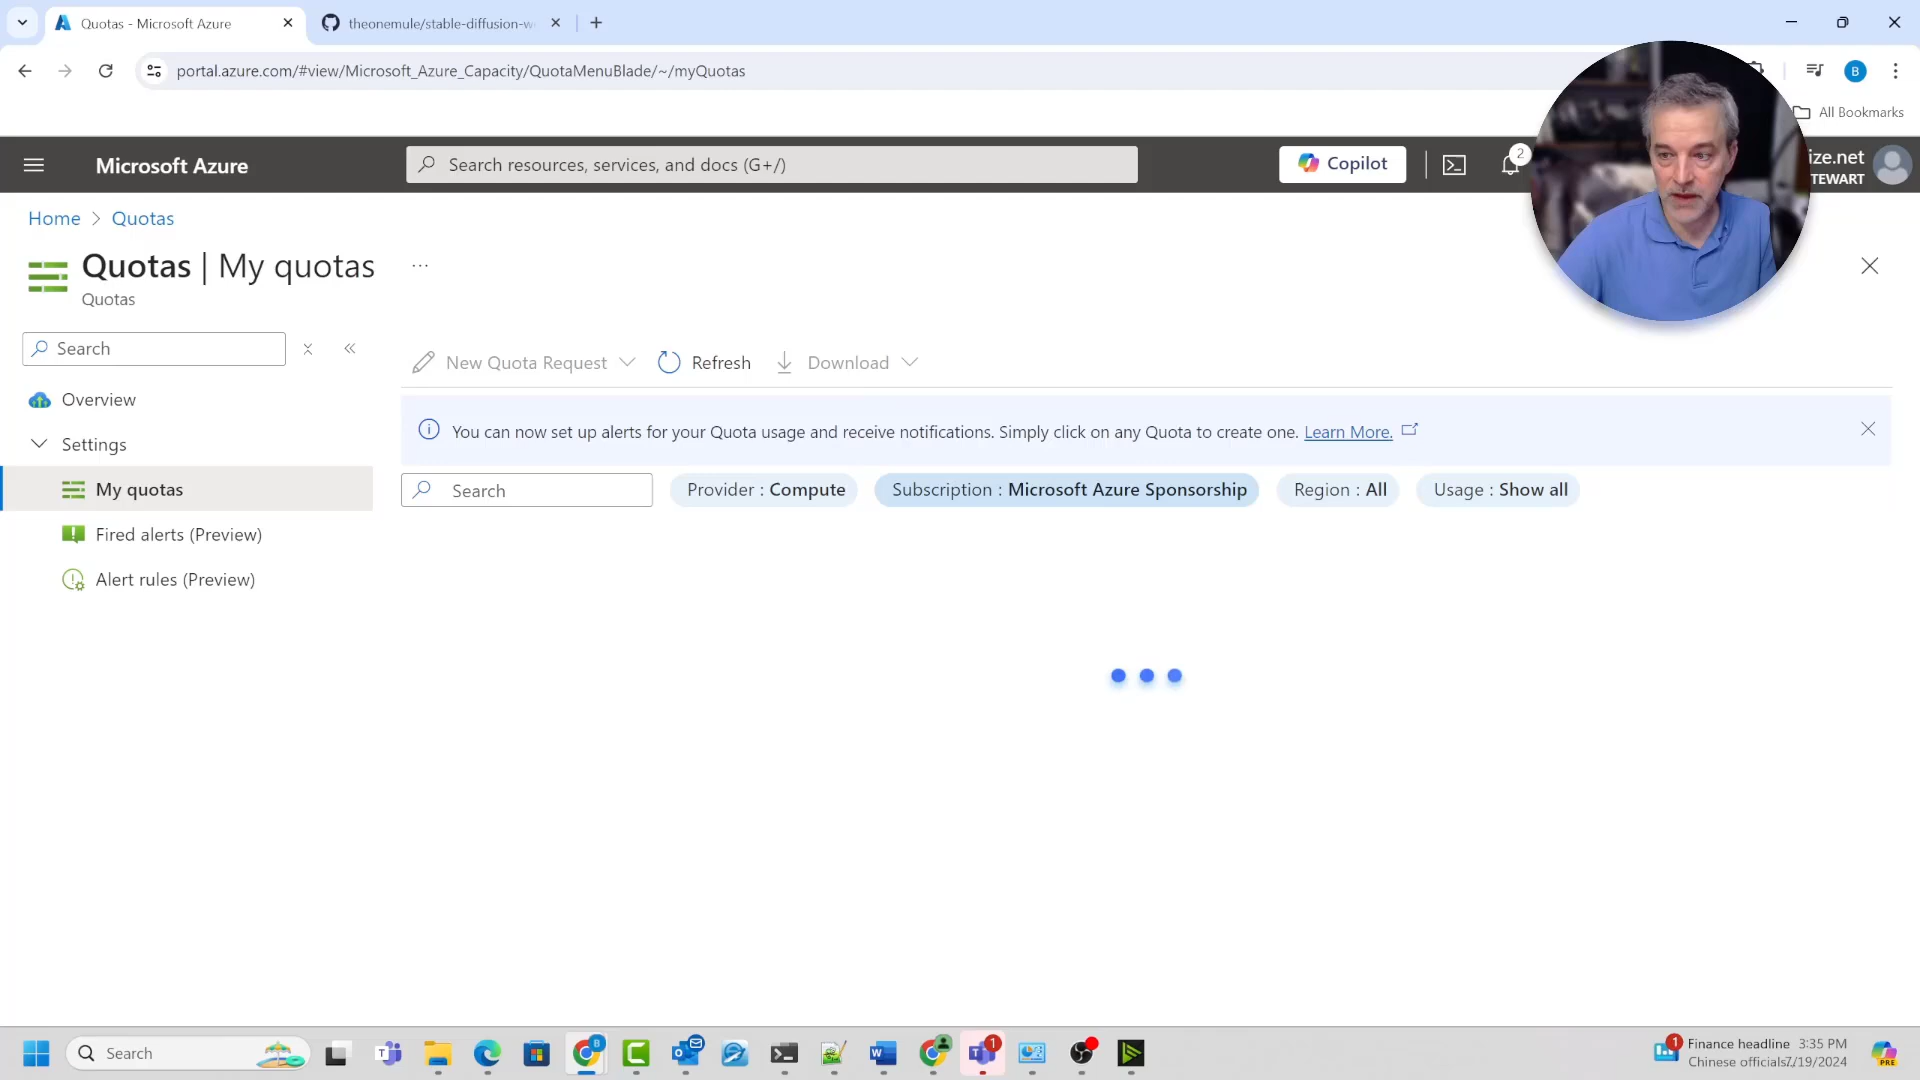 Quotas - Microsoft Azure
theonemule/stable-diffusion-w
portal.azure.com/#view/Microsoft_Azure_Capacity/QuotaMenuBlade/~/myQuotas
B
All Bookmarks
Microsoft Azure
Search resources, services, and docs (G+/)
Copilot
2
ize.net
TEWART
Home > Quotas
Quotas | My quotas
...
Quotas
Search
New Quota Request
Refresh
Download
Overview
Settings
My quotas
Fired alerts (Preview)
Alert rules (Preview)
You can now set up alerts for your Quota usage and receive notifications. Simply click on any Quota to create one. Learn More.
Search
Provider : Compute
Subscription : Microsoft Azure Sponsorship
Region : All
Usage : Show all
Search
B
1
1
Finance headline
Chinese officials
3:35 PM
7/19/2024
PRE